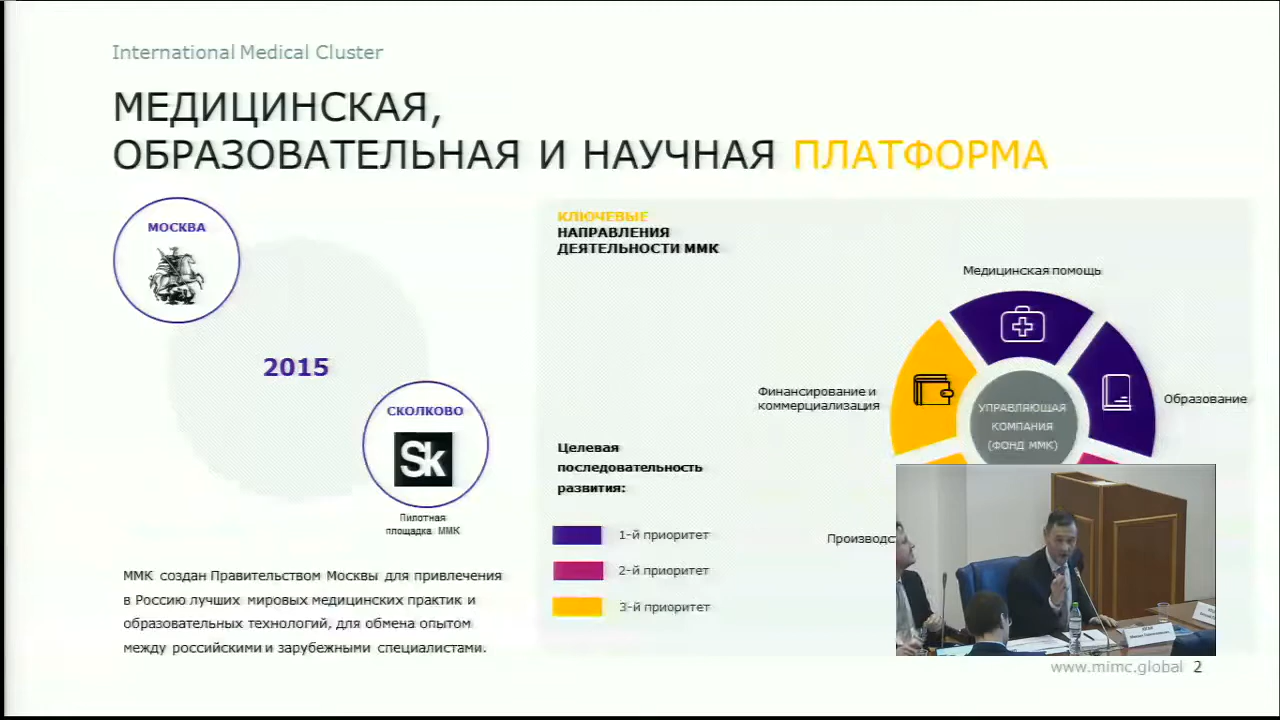 International Medical Cluster
МЕДИЦИНСКАЯ,
ОБРАЗОВАТЕЛЬНАЯ И НАУЧНАЯ ПЛАТФОРМА
МОСКВА
2015
СКОЛКОВО
Sk
Пилотная
площадка ММК
ММК создан Правительством Москвы для привлечения
в Россию лучших мировых медицинских практик и
образовательных технологий, для обмена опытом
между российскими и зарубежными специалистами.
КЛЮЧЕВЫЕ
НАПРАВЛЕНИЯ
ДЕЯТЕЛЬНОСТИ ММК
Медицинская помощь
Финансирование и
коммерциализация
Образование
УПРАВЛЯЮЩАЯ
КОМПАНИЯ
(ФОНД ММК)
Целевая
последовательность
развития:
1-й приоритет
2-й приоритет
3-й приоритет
Производс
www.mimc.global 2